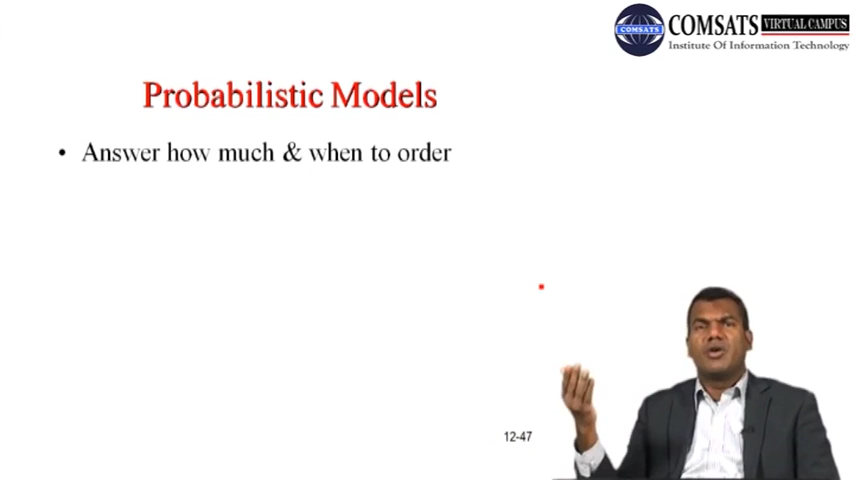 COMSATS VIRTUAL CAMPUS
COMSATS
Institute Of Information Technology
Probabilistic Models
• Answer how much & when to order
12-47